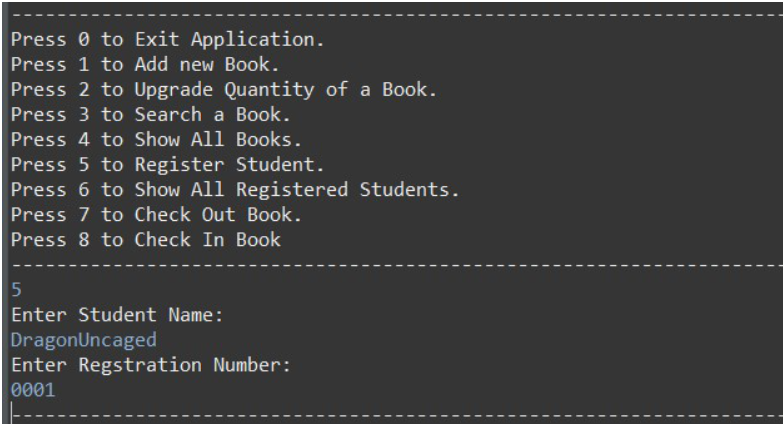 --------------------------------------------------------------------
Press 0 to Exit Application.
Press 1 to Add new Book.
Press 2 to Upgrade Quantity of a Book.
Press 3 to Search a Book.
Press 4 to Show All Books.
Press 5 to Register Student.
Press 6 to Show All Registered Students.
Press 7 to Check Out Book.
Press 8 to Check In Book
--------------------------------------------------------------------
5
Enter Student Name:
DragonUncaged
Enter Regstration Number:
0001
--------------------------------------------------------------------